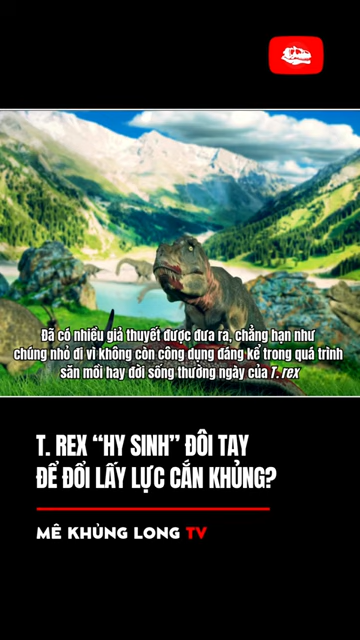 Đã có nhiều giả thuyết được đưa ra, chẳng hạn như
chúng nhỏ đi vì không còn công dụng đáng kể trong quá trình
săn mồi hay đời sống thường ngày của T. rex
T. REX “HY SINH” ĐÔI TAY
ĐỂ ĐỔI LẤY LỰC CẮN KHỦNG?
MÊ KHỦNG LONG TV